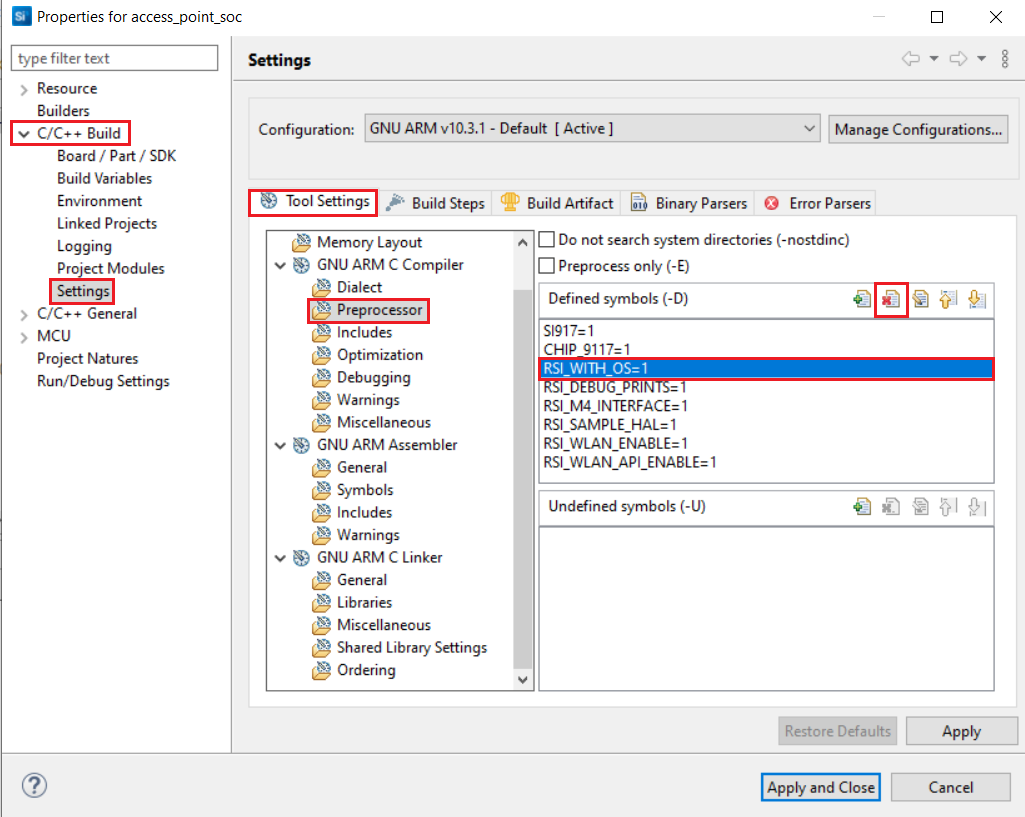 Si Properties for access_point_soc
type filter text
Resource
Builders
C/C++ Build
Board / Part / SDK
Build Variables
Environment
Linked Projects
Logging
Project Modules
Settings
C/C++ General
MCU
Project Natures
Run/Debug Settings
Settings
Configuration: GNU ARM v10.3.1 - Default [ Active ] Manage Configurations...
Tool Settings Build Steps Build Artifact Binary Parsers Error Parsers
Memory Layout
GNU ARM C Compiler
Dialect
Preprocessor
Includes
Optimization
Debugging
Warnings
Miscellaneous
GNU ARM Assembler
General
Symbols
Includes
Warnings
GNU ARM C Linker
General
Libraries
Miscellaneous
Shared Library Settings
Ordering
Do not search system directories (-nostdinc)
Preprocess only (-E)
Defined symbols (-D)
SI917=1
CHIP_9117=1
RSI_WITH_OS=1
RSI_DEBUG_PRINTS=1
RSI_M4_INTERFACE=1
RSI_SAMPLE_HAL=1
RSI_WLAN_ENABLE=1
RSI_WLAN_API_ENABLE=1
Undefined symbols (-U)
Restore Defaults Apply
? Apply and Close Cancel